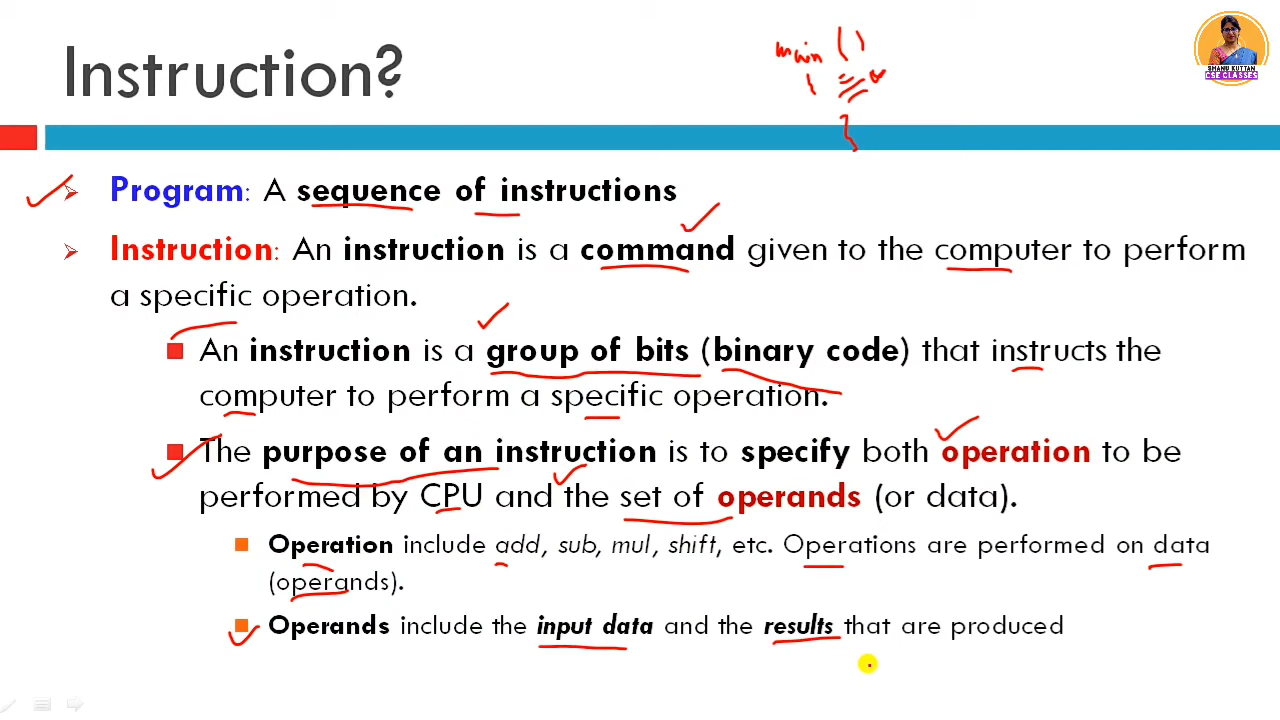 Instruction?
main ()
{
}
SHANU KUTTAN
CSE CLASSES
Program: A sequence of instructions
Instruction: An instruction is a command given to the computer to perform
a specific operation.
An instruction is a group of bits (binary code) that instructs the
computer to perform a specific operation.
The purpose of an instruction is to specify both operation to be
performed by CPU and the set of operands (or data).
Operation include add, sub, mul, shift, etc. Operations are performed on data
(operands).
Operands include the input data and the results that are produced